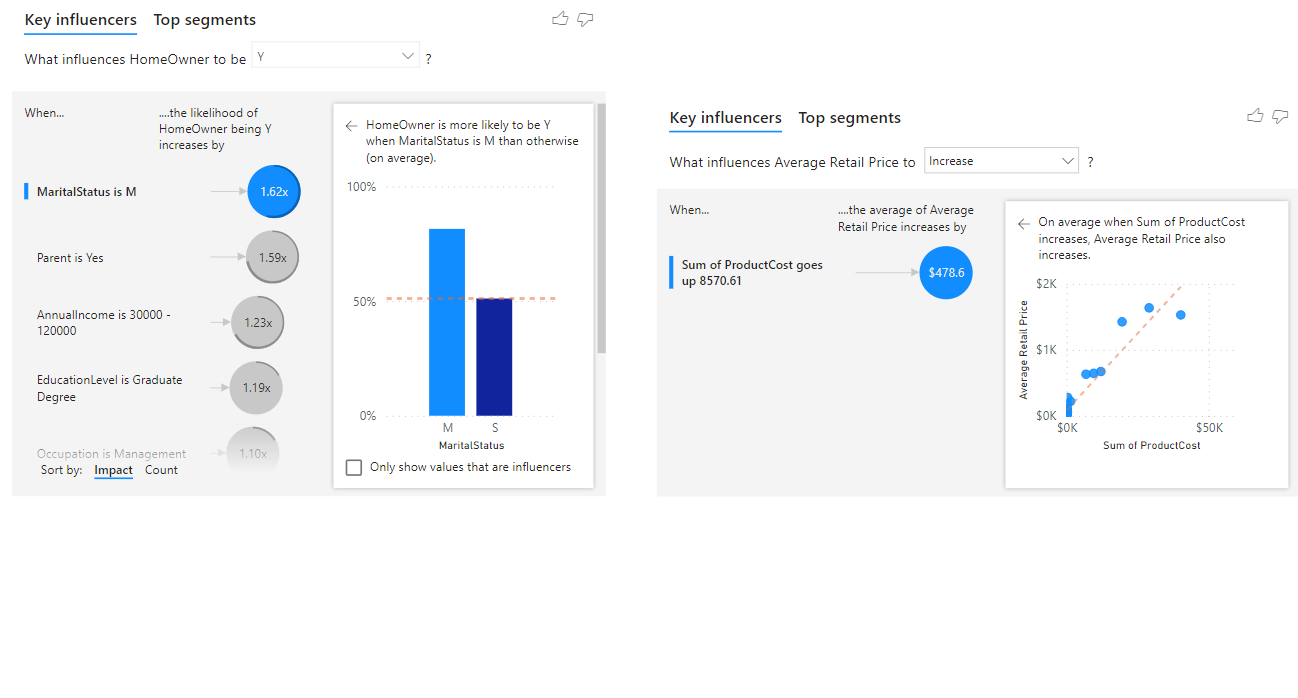 Key influencers Top segments
What influences HomeOwner to be Y ?
When...
....the likelihood of
HomeOwner being Y
increases by
MaritalStatus is M
1.62x
Parent is Yes
1.59x
AnnualIncome is 30000 -
120000
1.23x
EducationLevel is Graduate
Degree
1.19x
Occupation is Management
1.10x
Sort by: Impact Count
HomeOwner is more likely to be Y
when MaritalStatus is M than otherwise
(on average).
100%
50%
0%
M S
MaritalStatus
Only show values that are influencers
Key influencers Top segments
What influences Average Retail Price to Increase ?
When...
....the average of Average
Retail Price increases by
Sum of ProductCost goes
up 8570.61
$478.6
On average when Sum of ProductCost
increases, Average Retail Price also
increases.
Average Retail Price
$2K
$1K
$0K
$0K $50K
Sum of ProductCost